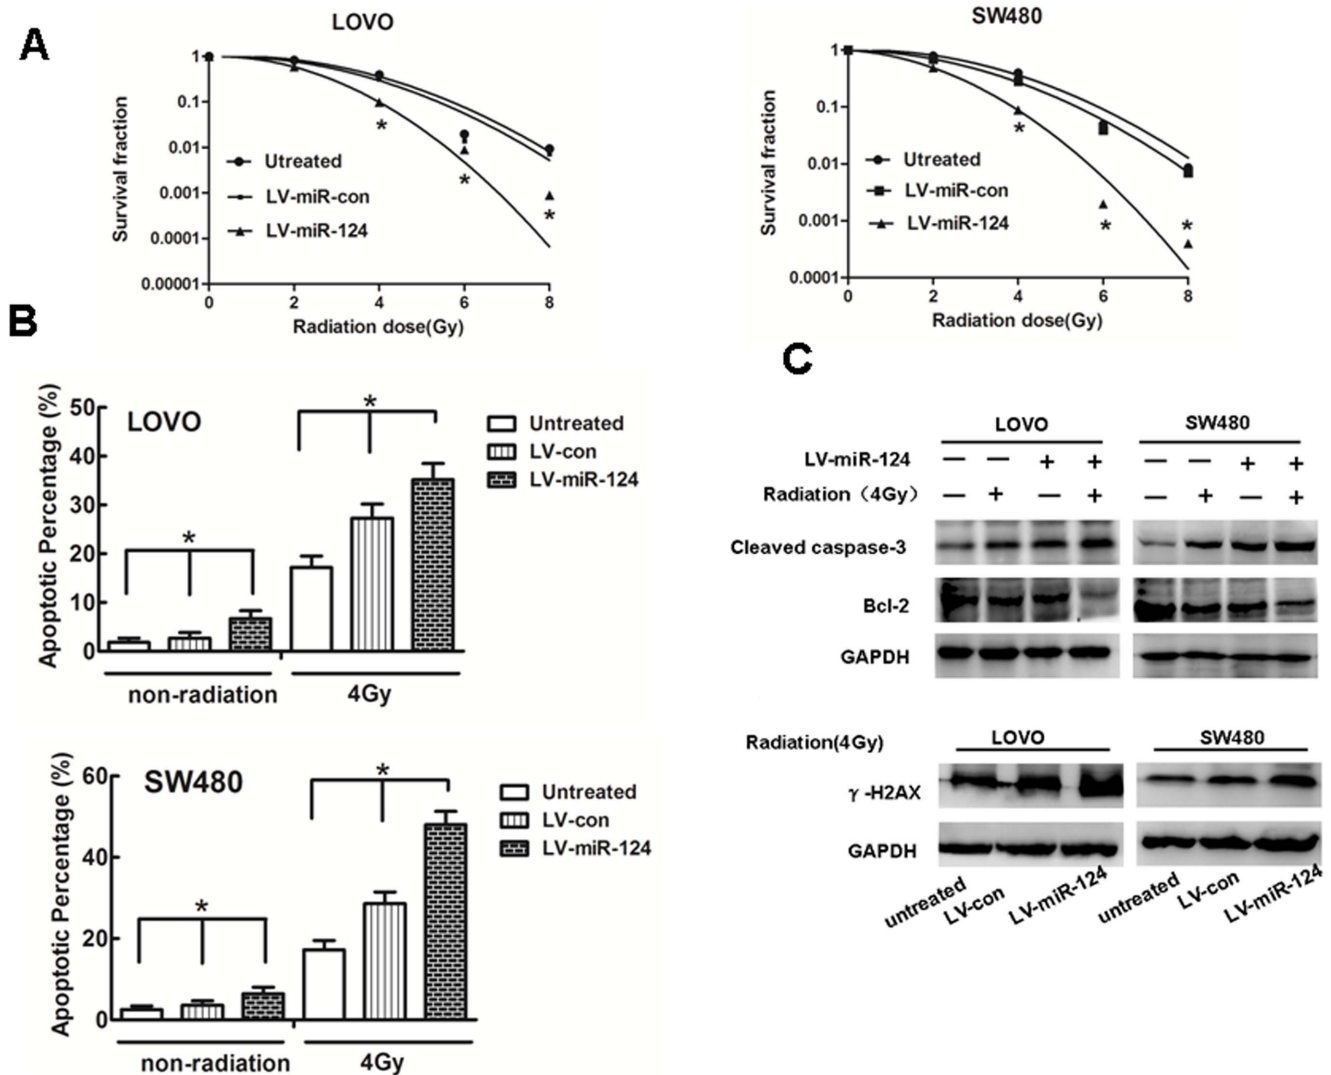 A
LOVO
Survival fraction
1
0.1
0.01
0.001
0.0001
0.00001
Utreated
LV-miR-con
LV-miR-124
*
*
*
0 2 4 6 8
Radiation dose(Gy)
SW480
Survival fraction
1
0.1
0.01
0.001
0.0001
Utreated
LV-miR-con
LV-miR-124
*
*
*
0 2 4 6 8
Radiation dose(Gy)
B
LOVO
Apoptotic Percentage (%)
50
40
30
20
10
0
*
*
Untreated
LV-con
LV-miR-124
non-radiation 4Gy
SW480
Apoptotic Percentage (%)
60
40
20
0
*
*
Untreated
LV-con
LV-miR-124
non-radiation 4Gy
C
LOVO SW480
LV-miR-124 — — + + — — + +
Radiation（4Gy） — + — + — + — +
Cleaved caspase-3
Bcl-2
GAPDH
Radiation(4Gy) LOVO SW480
γ -H2AX
GAPDH
untreated LV-con LV-miR-124 untreated LV-con LV-miR-124